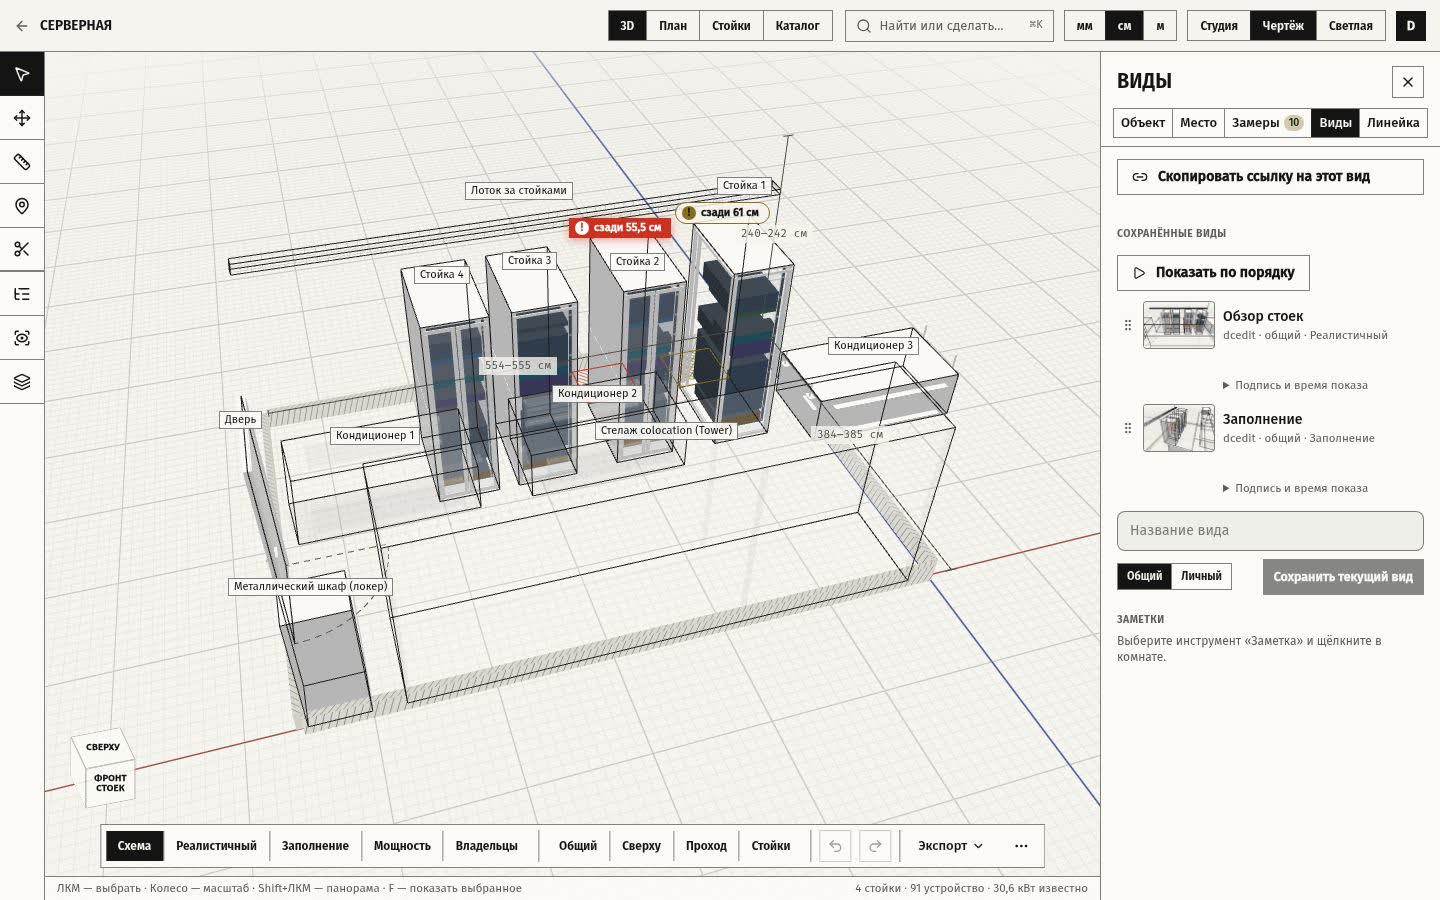 СЕРВЕРНАЯ
3D План Стойки Каталог
Найти или сделать... ⌘K
мм см м
Студия Чертёж Светлая
D
Лоток за стойками
Стойка 1
! сзади 61 см
! сзади 55,5 см
240–242 см
Стойка 4
Стойка 3
Стойка 2
Кондиционер 3
554–555 см
Кондиционер 2
Дверь
Кондиционер 1
Стелаж colocation (Tower)
384–385 см
Металлический шкаф (локер)
СВЕРХУ
ФРОНТ
СТОЕК
Схема Реалистичный Заполнение Мощность Владельцы Общий Сверху Проход Стойки Экспорт
ЛКМ — выбрать · Колесо — масштаб · Shift+ЛКМ — панорама · F — показать выбранное
4 стойки · 91 устройство · 30,6 кВт известно
ВИДЫ
Объект Место Замеры 10 Виды Линейка
Скопировать ссылку на этот вид
СОХРАНЁННЫЕ ВИДЫ
Показать по порядку
Обзор стоек
dcedit · общий · Реалистичный
▶ Подпись и время показа
Заполнение
dcedit · общий · Заполнение
▶ Подпись и время показа
Название вида
Общий Личный
Сохранить текущий вид
ЗАМЕТКИ
Выберите инструмент «Заметка» и щёлкните в
комнате.